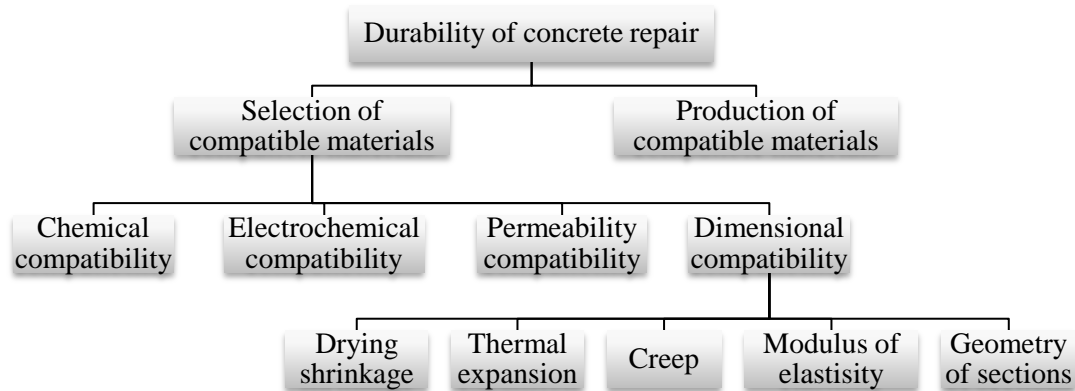 Durability of concrete repair
Selection of
compatible materials
Production of
compatible materials
Chemical
compatibility
Electrochemical
compatibility
Permeability
compatibility
Dimensional
compatibility
Drying
shrinkage
Thermal
expansion
Creep
Modulus of
elastisity
Geometry
of sections